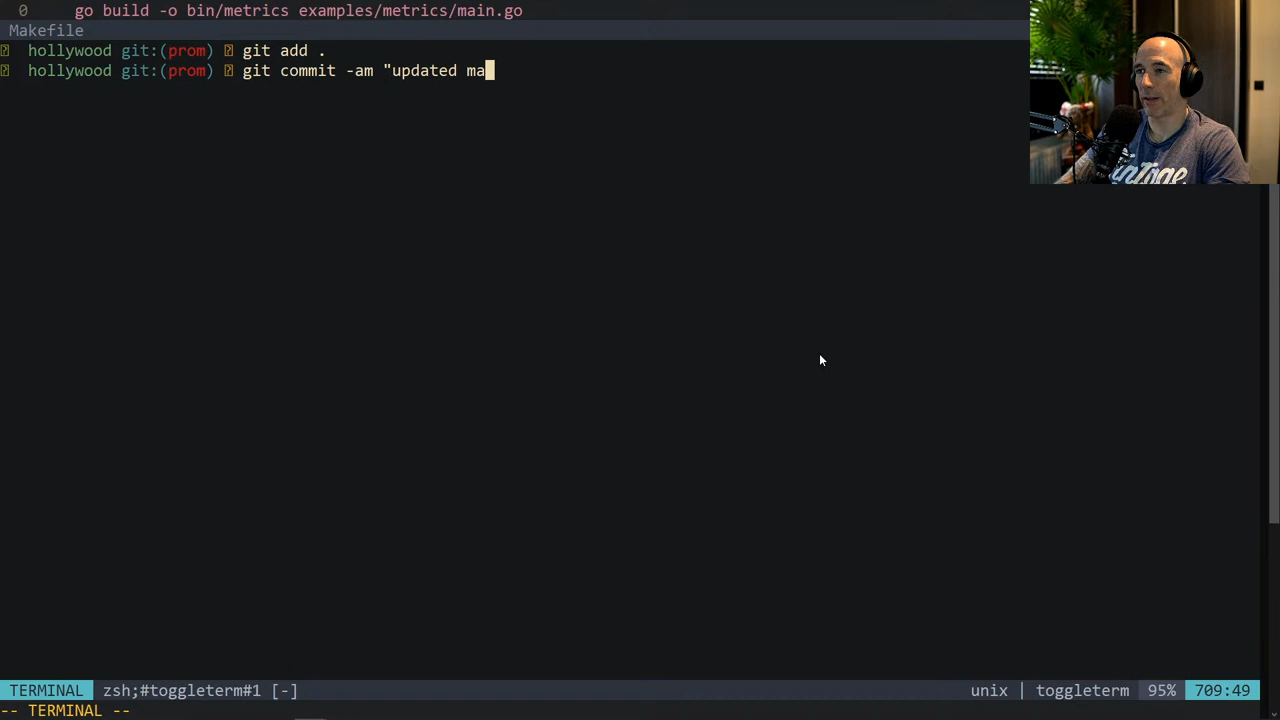 0 go build -o bin/metrics examples/metrics/main.go
Makefile
hollywood git:(prom) git add .
hollywood git:(prom) git commit -am "updated ma
TERMINAL zsh;#toggleterm#1 [-] unix | toggleterm 95% 709:49
-- TERMINAL --